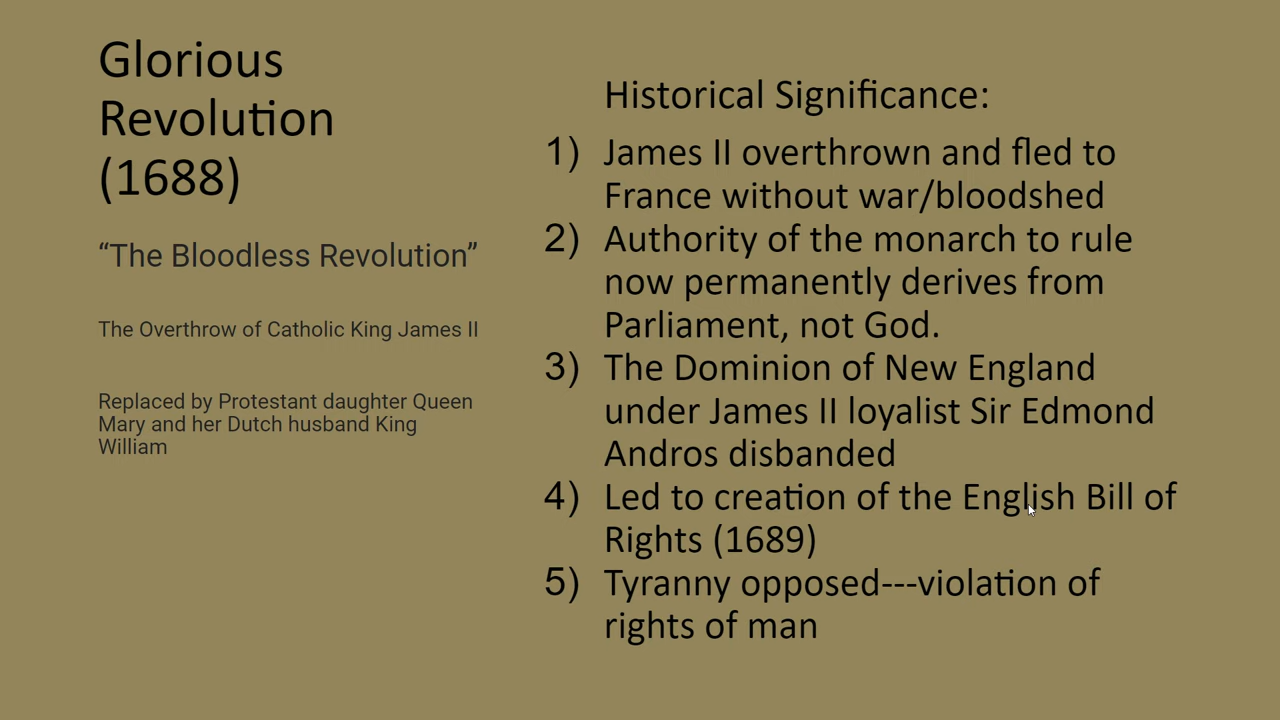 Glorious
Revolution
(1688)
“The Bloodless Revolution”
The Overthrow of Catholic King James II
Replaced by Protestant daughter Queen
Mary and her Dutch husband King
William
Historical Significance:
1) James II overthrown and fled to
France without war/bloodshed
2) Authority of the monarch to rule
now permanently derives from
Parliament, not God.
3) The Dominion of New England
under James II loyalist Sir Edmond
Andros disbanded
4) Led to creation of the English Bill of
Rights (1689)
5) Tyranny opposed---violation of
rights of man